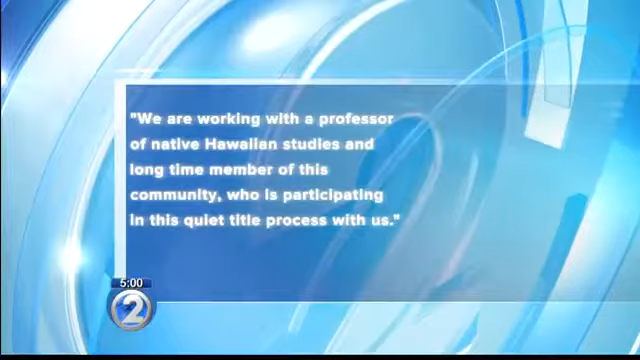 "We are working with a professor
of native Hawaiian studies and
long time member of this
community, who is participating
in this quiet title process with us."
5:00
2